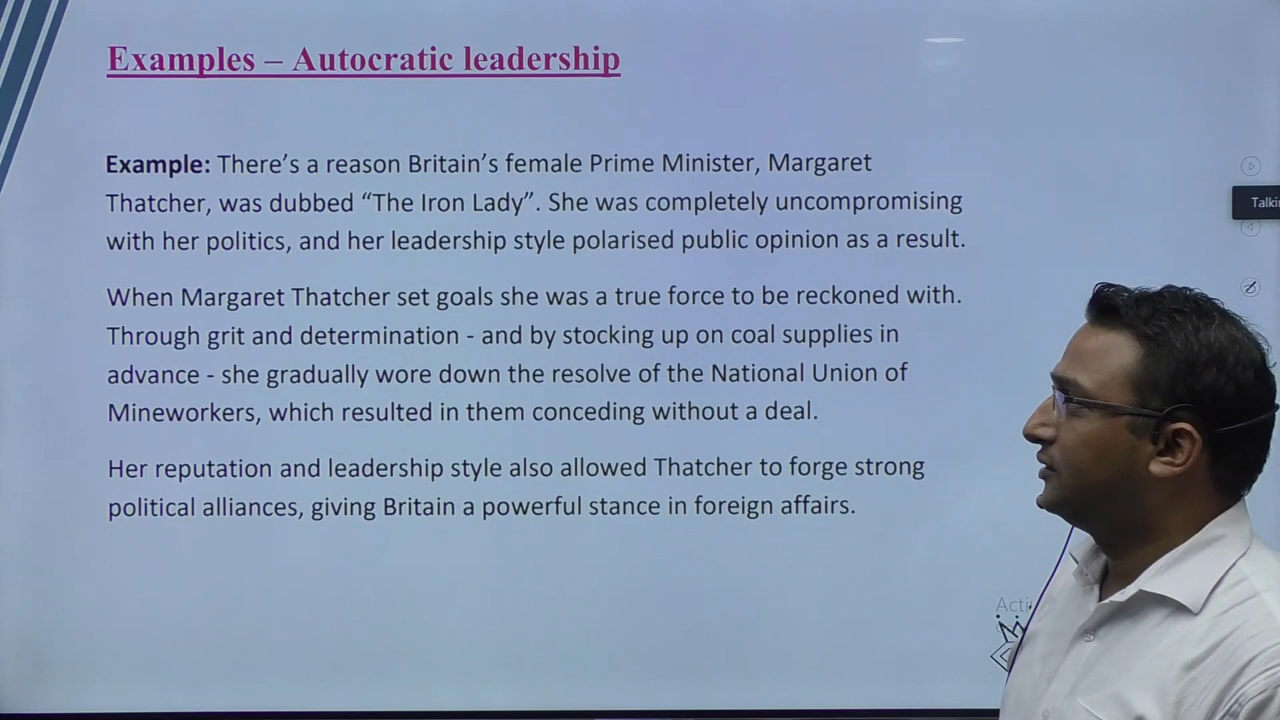 Examples – Autocratic leadership
Example: There’s a reason Britain’s female Prime Minister, Margaret
Thatcher, was dubbed “The Iron Lady”. She was completely uncompromising
with her politics, and her leadership style polarised public opinion as a result.
When Margaret Thatcher set goals she was a true force to be reckoned with.
Through grit and determination - and by stocking up on coal supplies in
advance - she gradually wore down the resolve of the National Union of
Mineworkers, which resulted in them conceding without a deal.
Her reputation and leadership style also allowed Thatcher to forge strong
political alliances, giving Britain a powerful stance in foreign affairs.